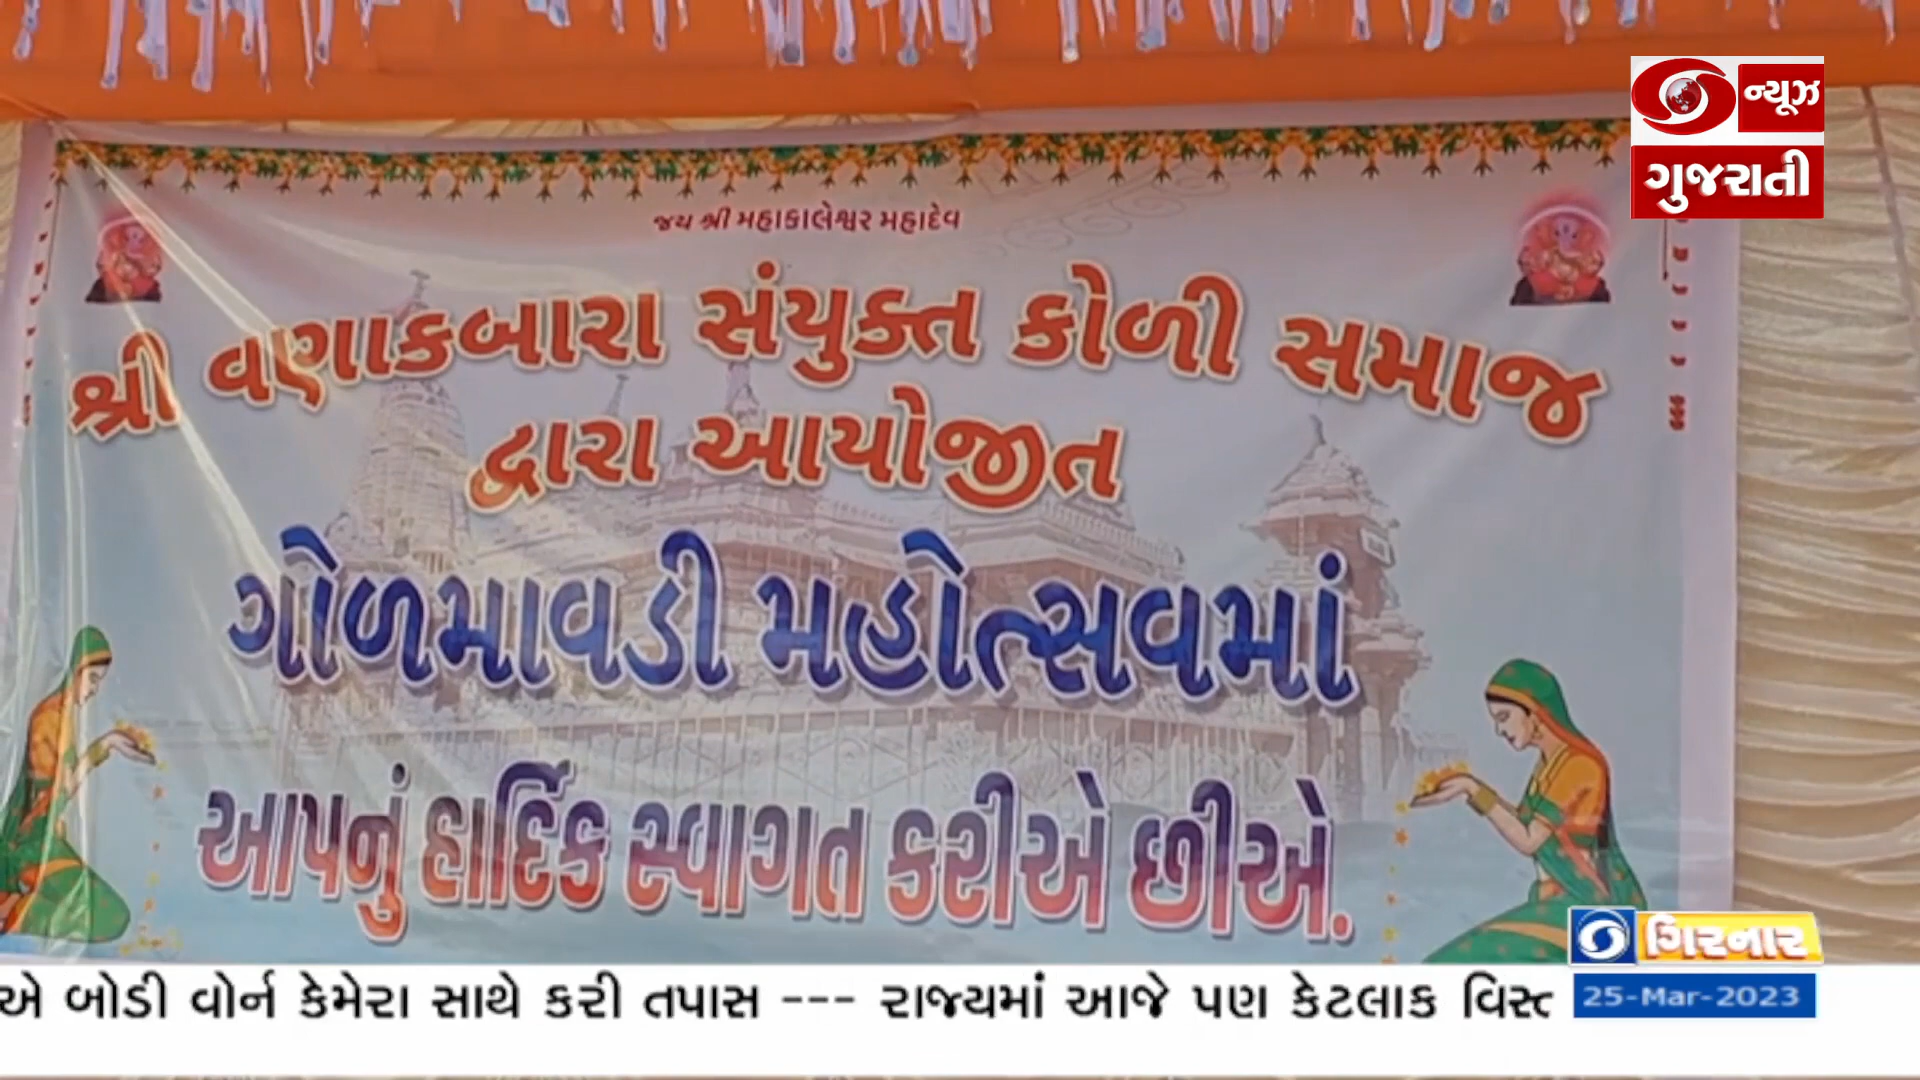 ન્યૂઝ
ગુજરાતી
જય શ્રી મહાકાલેશ્વર મહાદેવ
શ્રી વણાકબારા સંયુક્ત કોળી સમાજ
દ્વારા આયોજીત
ગોળમાવડી મહોત્સવમાં
આપનું હાર્દિક સ્વાગત કરીએ છીએ.
ગિરનાર
એ બોડી વોર્ન કેમેરા સાથે કરી તપાસ --- રાજ્યમાં આજે પણ કેટલાક વિસ્ત
25-Mar-2023